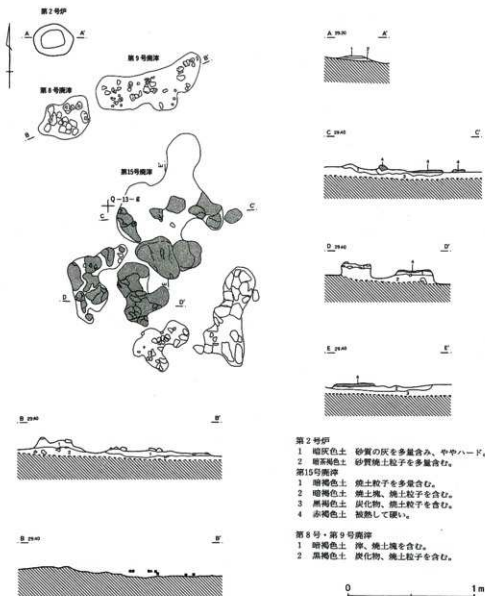 第2号炉
A A'
第9号廃滓
B'
第8号廃滓
B
第15号廃滓
E'
Q-13-g
C C'
D D'
E
A 29.30 A'
C 29.40 C'
D 29.40 D'
E 29.40 E'
B 29.40 B'
B 29.40 B'
第2号炉
1 暗灰色土 砂質の灰を多量含み、ややハード。
2 暗茶褐色土 砂質焼土粒子を多量含む。
第15号廃滓
1 暗褐色土 焼土粒子を多量含む。
2 暗褐色土 焼土塊、焼土粒子を含む。
3 黒褐色土 炭化物、焼土粒子を含む。
4 赤褐色土 被熱して硬い。
第8号・第9号廃滓
1 暗褐色土 滓、焼土塊を含む。
2 黒褐色土 炭化物、焼土粒子を含む。
0 1m